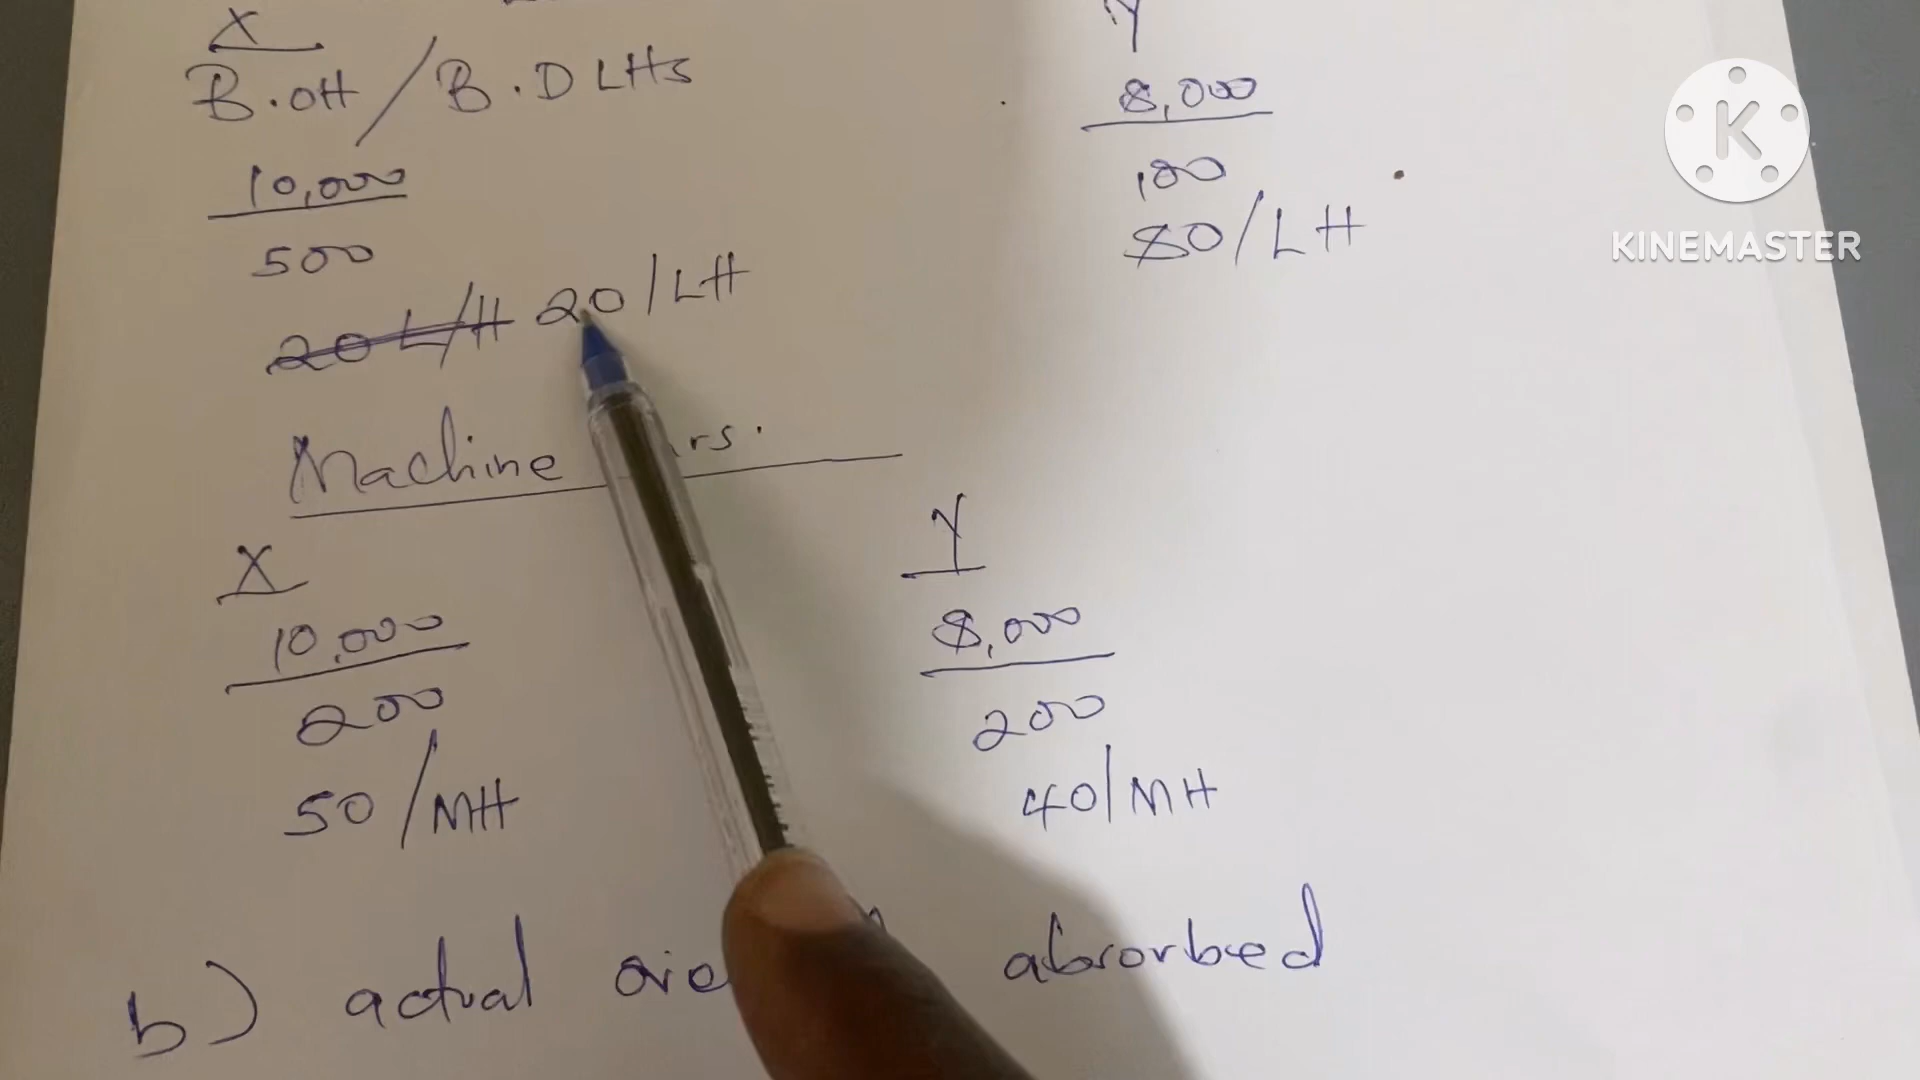 X
B.OH / B.D LHs
10,000
500
20 L/H 20/LH
Y
8,000
100
80/LH
Machine
X
10,000
200
50/MH
Y
8,000
200
40/MH
b) actual absorbed
K
KINEMASTER